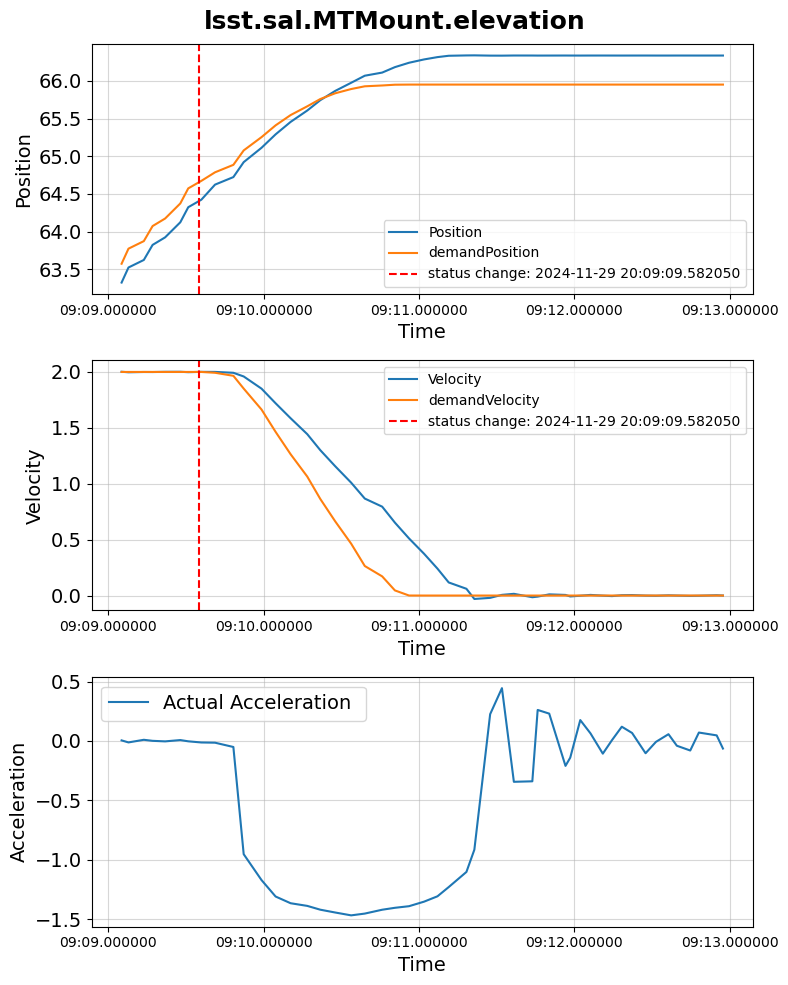 lsst.sal.MTMount.elevation
66.0
65.5
65.0
64.5
64.0
63.5
Position
Position
demandPosition
status change: 2024-11-29 20:09:09.582050
09:09.000000 09:10.000000 09:11.000000 09:12.000000 09:13.000000
Time
2.0
1.5
1.0
0.5
0.0
Velocity
Velocity
demandVelocity
status change: 2024-11-29 20:09:09.582050
09:09.000000 09:10.000000 09:11.000000 09:12.000000 09:13.000000
Time
0.5
0.0
−0.5
−1.0
−1.5
Acceleration
Actual Acceleration
09:09.000000 09:10.000000 09:11.000000 09:12.000000 09:13.000000
Time